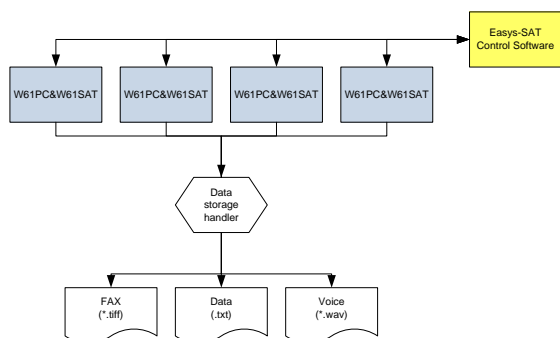 Easys-SAT
Control Software
W61PC&W61SAT
W61PC&W61SAT
W61PC&W61SAT
W61PC&W61SAT
Data
storage
handler
FAX
(*.tiff)
Data
(.txt)
Voice
(*.wav)